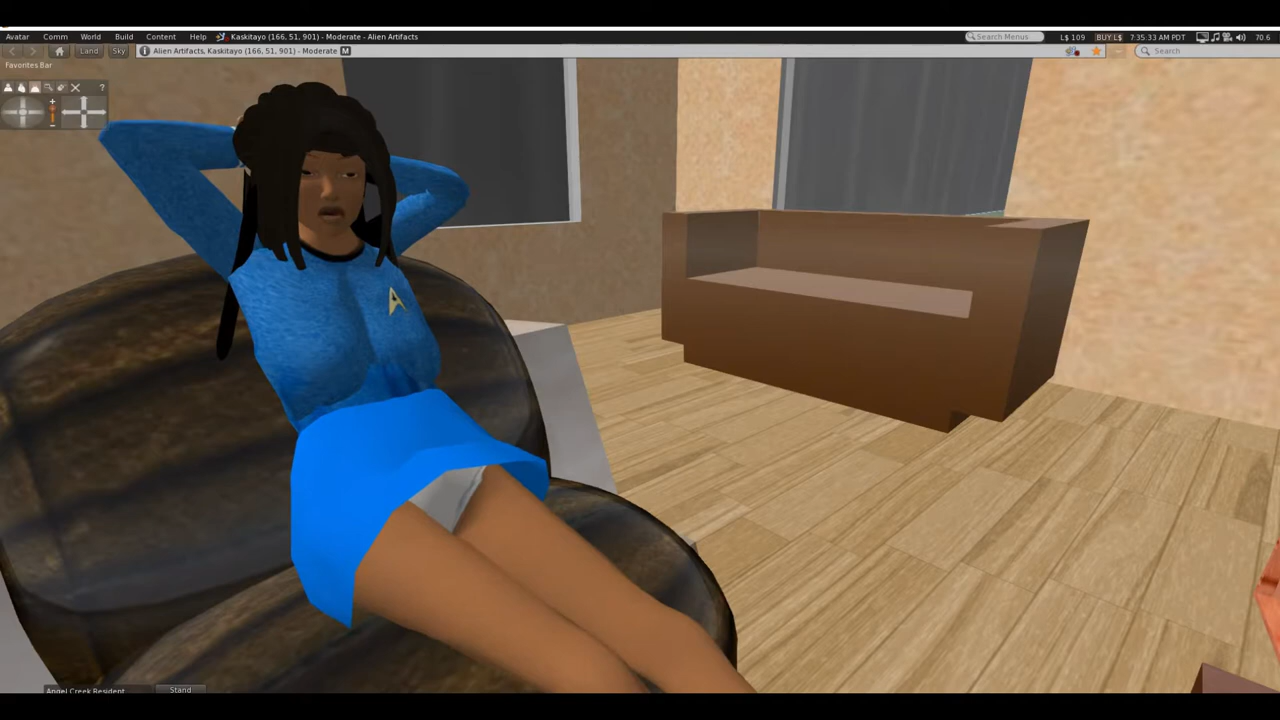 Avatar Comm World Build Content Help Kaskitayo (166, 51, 901) - Moderate - Alien Artifacts Search Menus L$ 109 BUY L$ 7:35:33 AM PDT 70.6
Land Sky Alien Artifacts, Kaskitayo (166, 51, 901) - Moderate M Search
Favorites Bar
?
Angel Creek Resident Stand